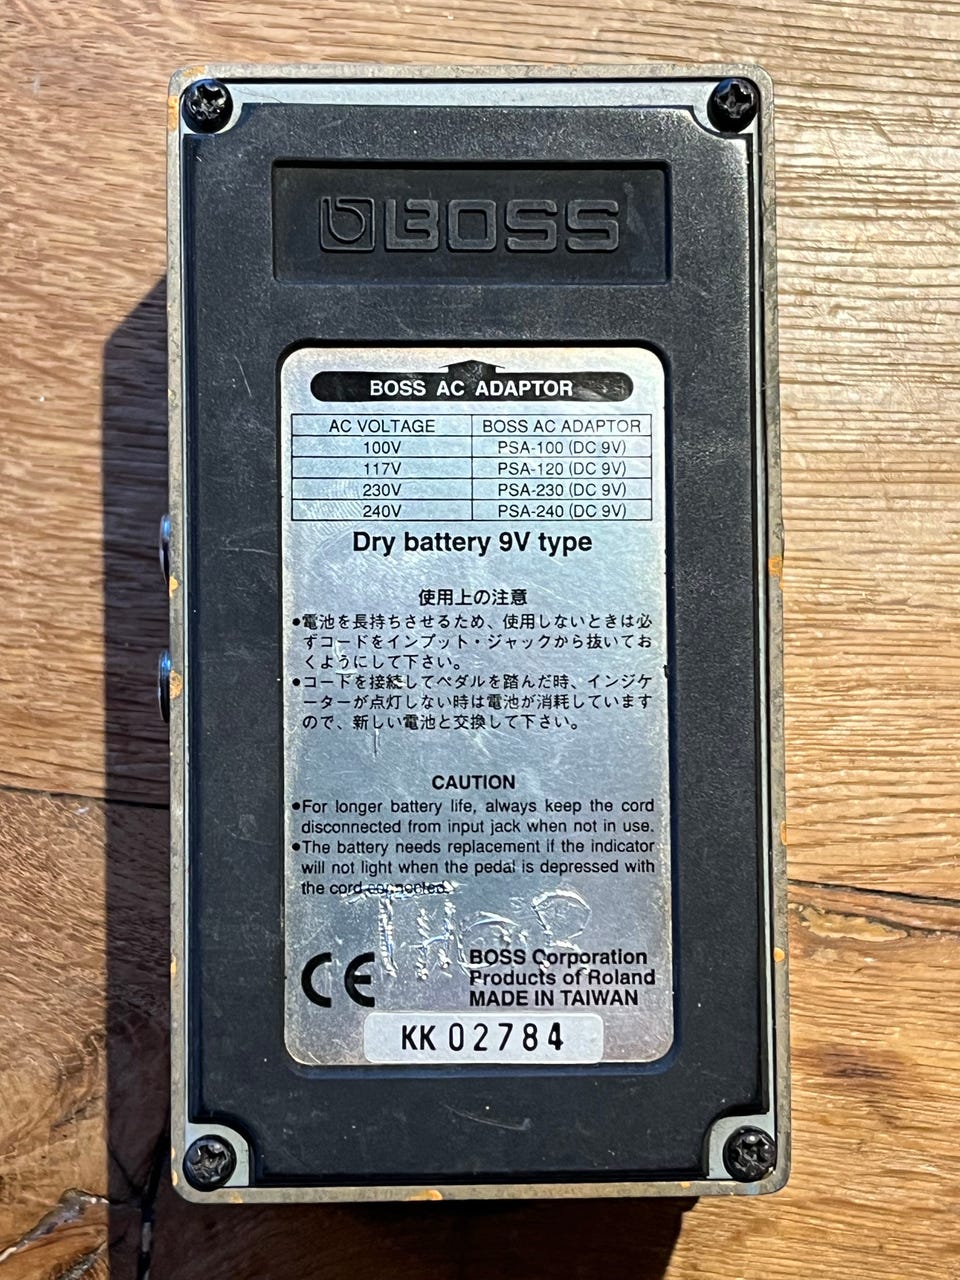 BOSS
BOSS AC ADAPTOR
AC VOLTAGE BOSS AC ADAPTOR
100V PSA-100 (DC 9V)
117V PSA-120 (DC 9V)
230V PSA-230 (DC 9V)
240V PSA-240 (DC 9V)
Dry battery 9V type
使用上の注意
●電池を長持ちさせるため、使用しないときは必
ずコードをインプット・ジャックから抜いてお
くようにして下さい。
●コードを接続してペダルを踏んだ時、インジケ
ーターが点灯しない時は電池が消耗しています
ので、新しい電池と交換して下さい。
CAUTION
●For longer battery life, always keep the cord
disconnected from input jack when not in use.
●The battery needs replacement if the indicator
will not light when the pedal is depressed with
the cord connected.
CE
BOSS Corporation
Products of Roland
MADE IN TAIWAN
KK 02784